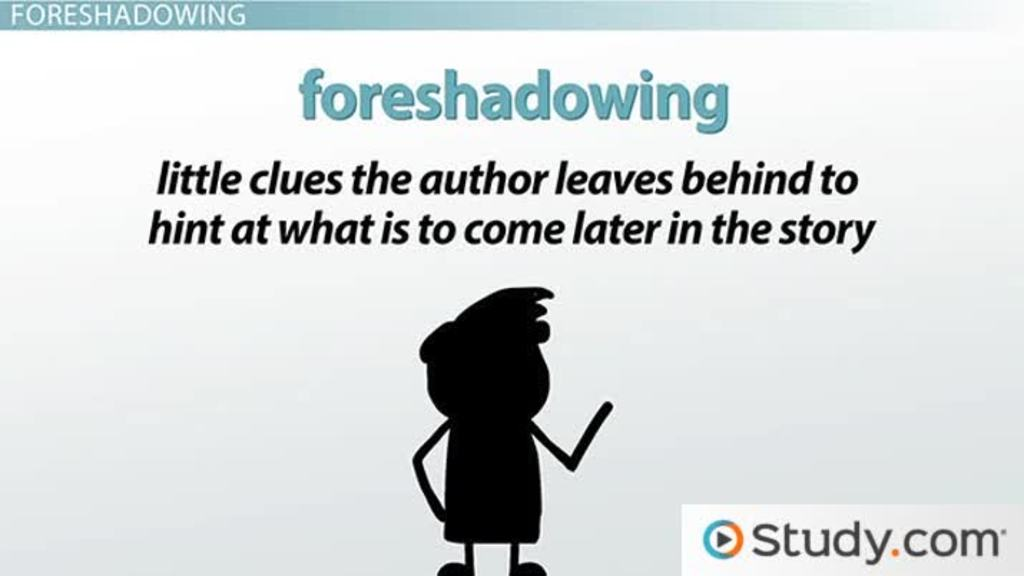 FORESHADOWING
foreshadowing
little clues the author leaves behind to
hint at what is to come later in the story
Study.com